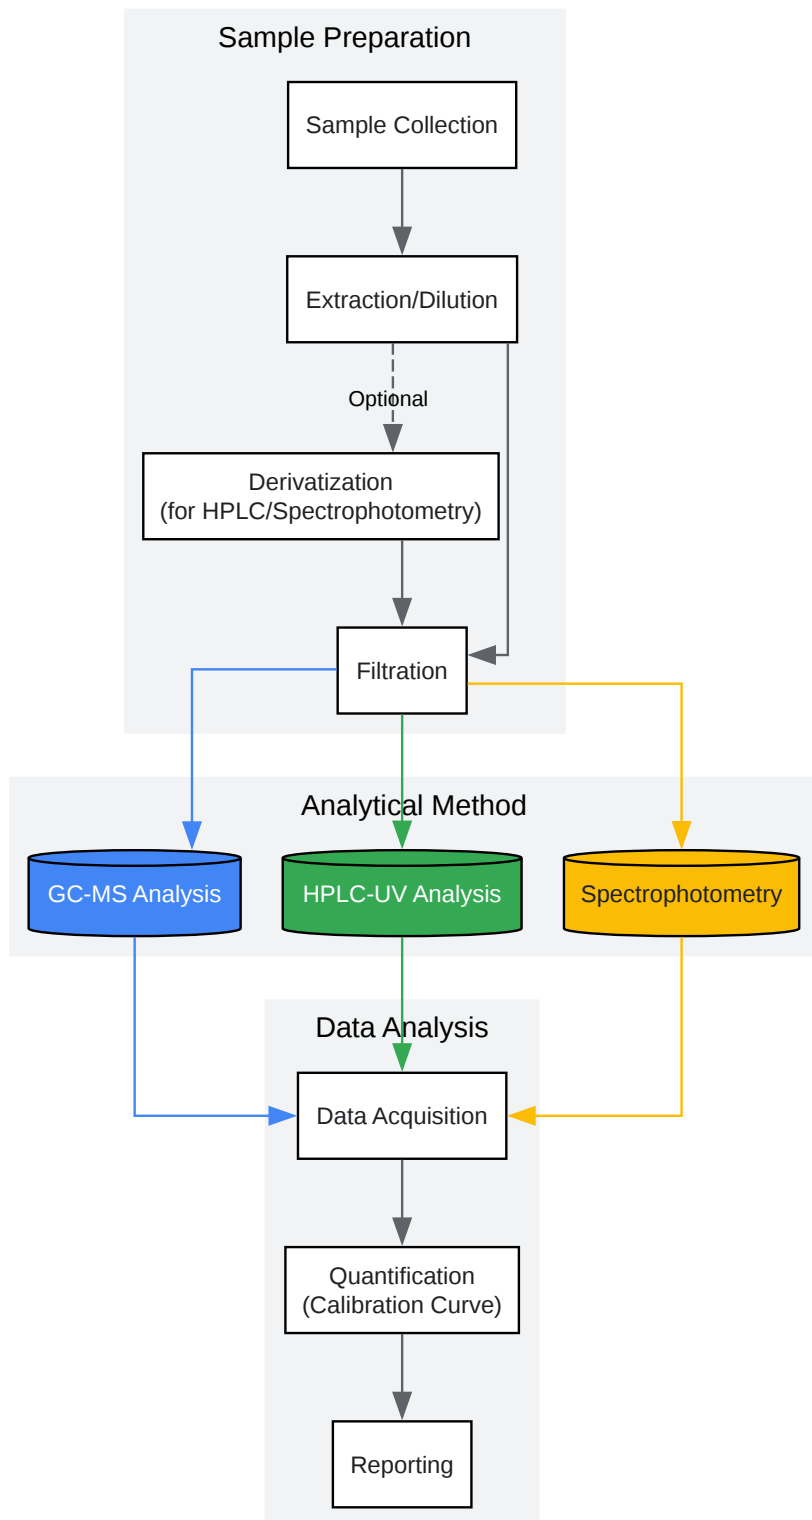 Sample Preparation
Sample Collection
Extraction/Dilution
Optional
Derivatization
(for HPLC/Spectrophotometry)
Filtration
Analytical Method
GC-MS Analysis
HPLC-UV Analysis
Spectrophotometry
Data Analysis
Data Acquisition
Quantification
(Calibration Curve)
Reporting